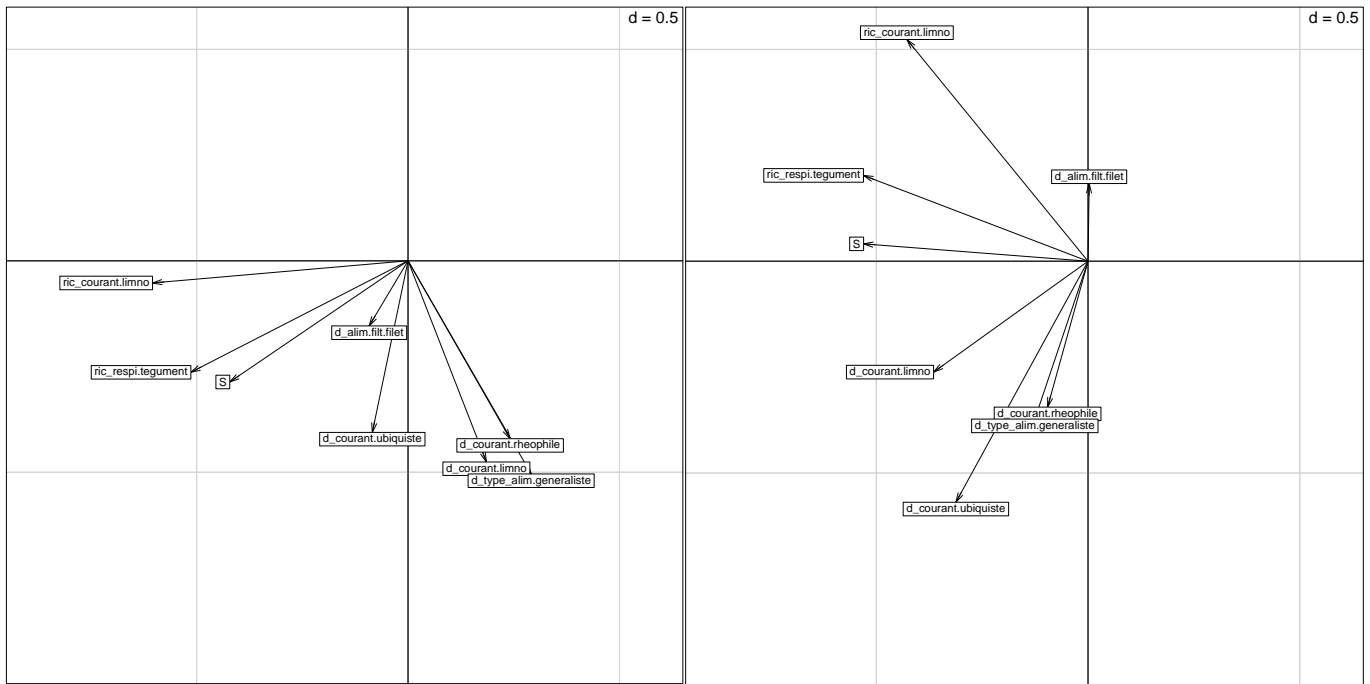 d = 0.5
ric_courant.limno
d_alim.filt.filet
ric_respi.tegument
S
d_courant.ubiquiste
d_courant.rheophile
d_courant.limno
d_type_alim.generaliste
d = 0.5
ric_courant.limno
ric_respi.tegument
d_alim.filt.filet
S
d_courant.limno
d_courant.rheophile
d_type_alim.generaliste
d_courant.ubiquiste